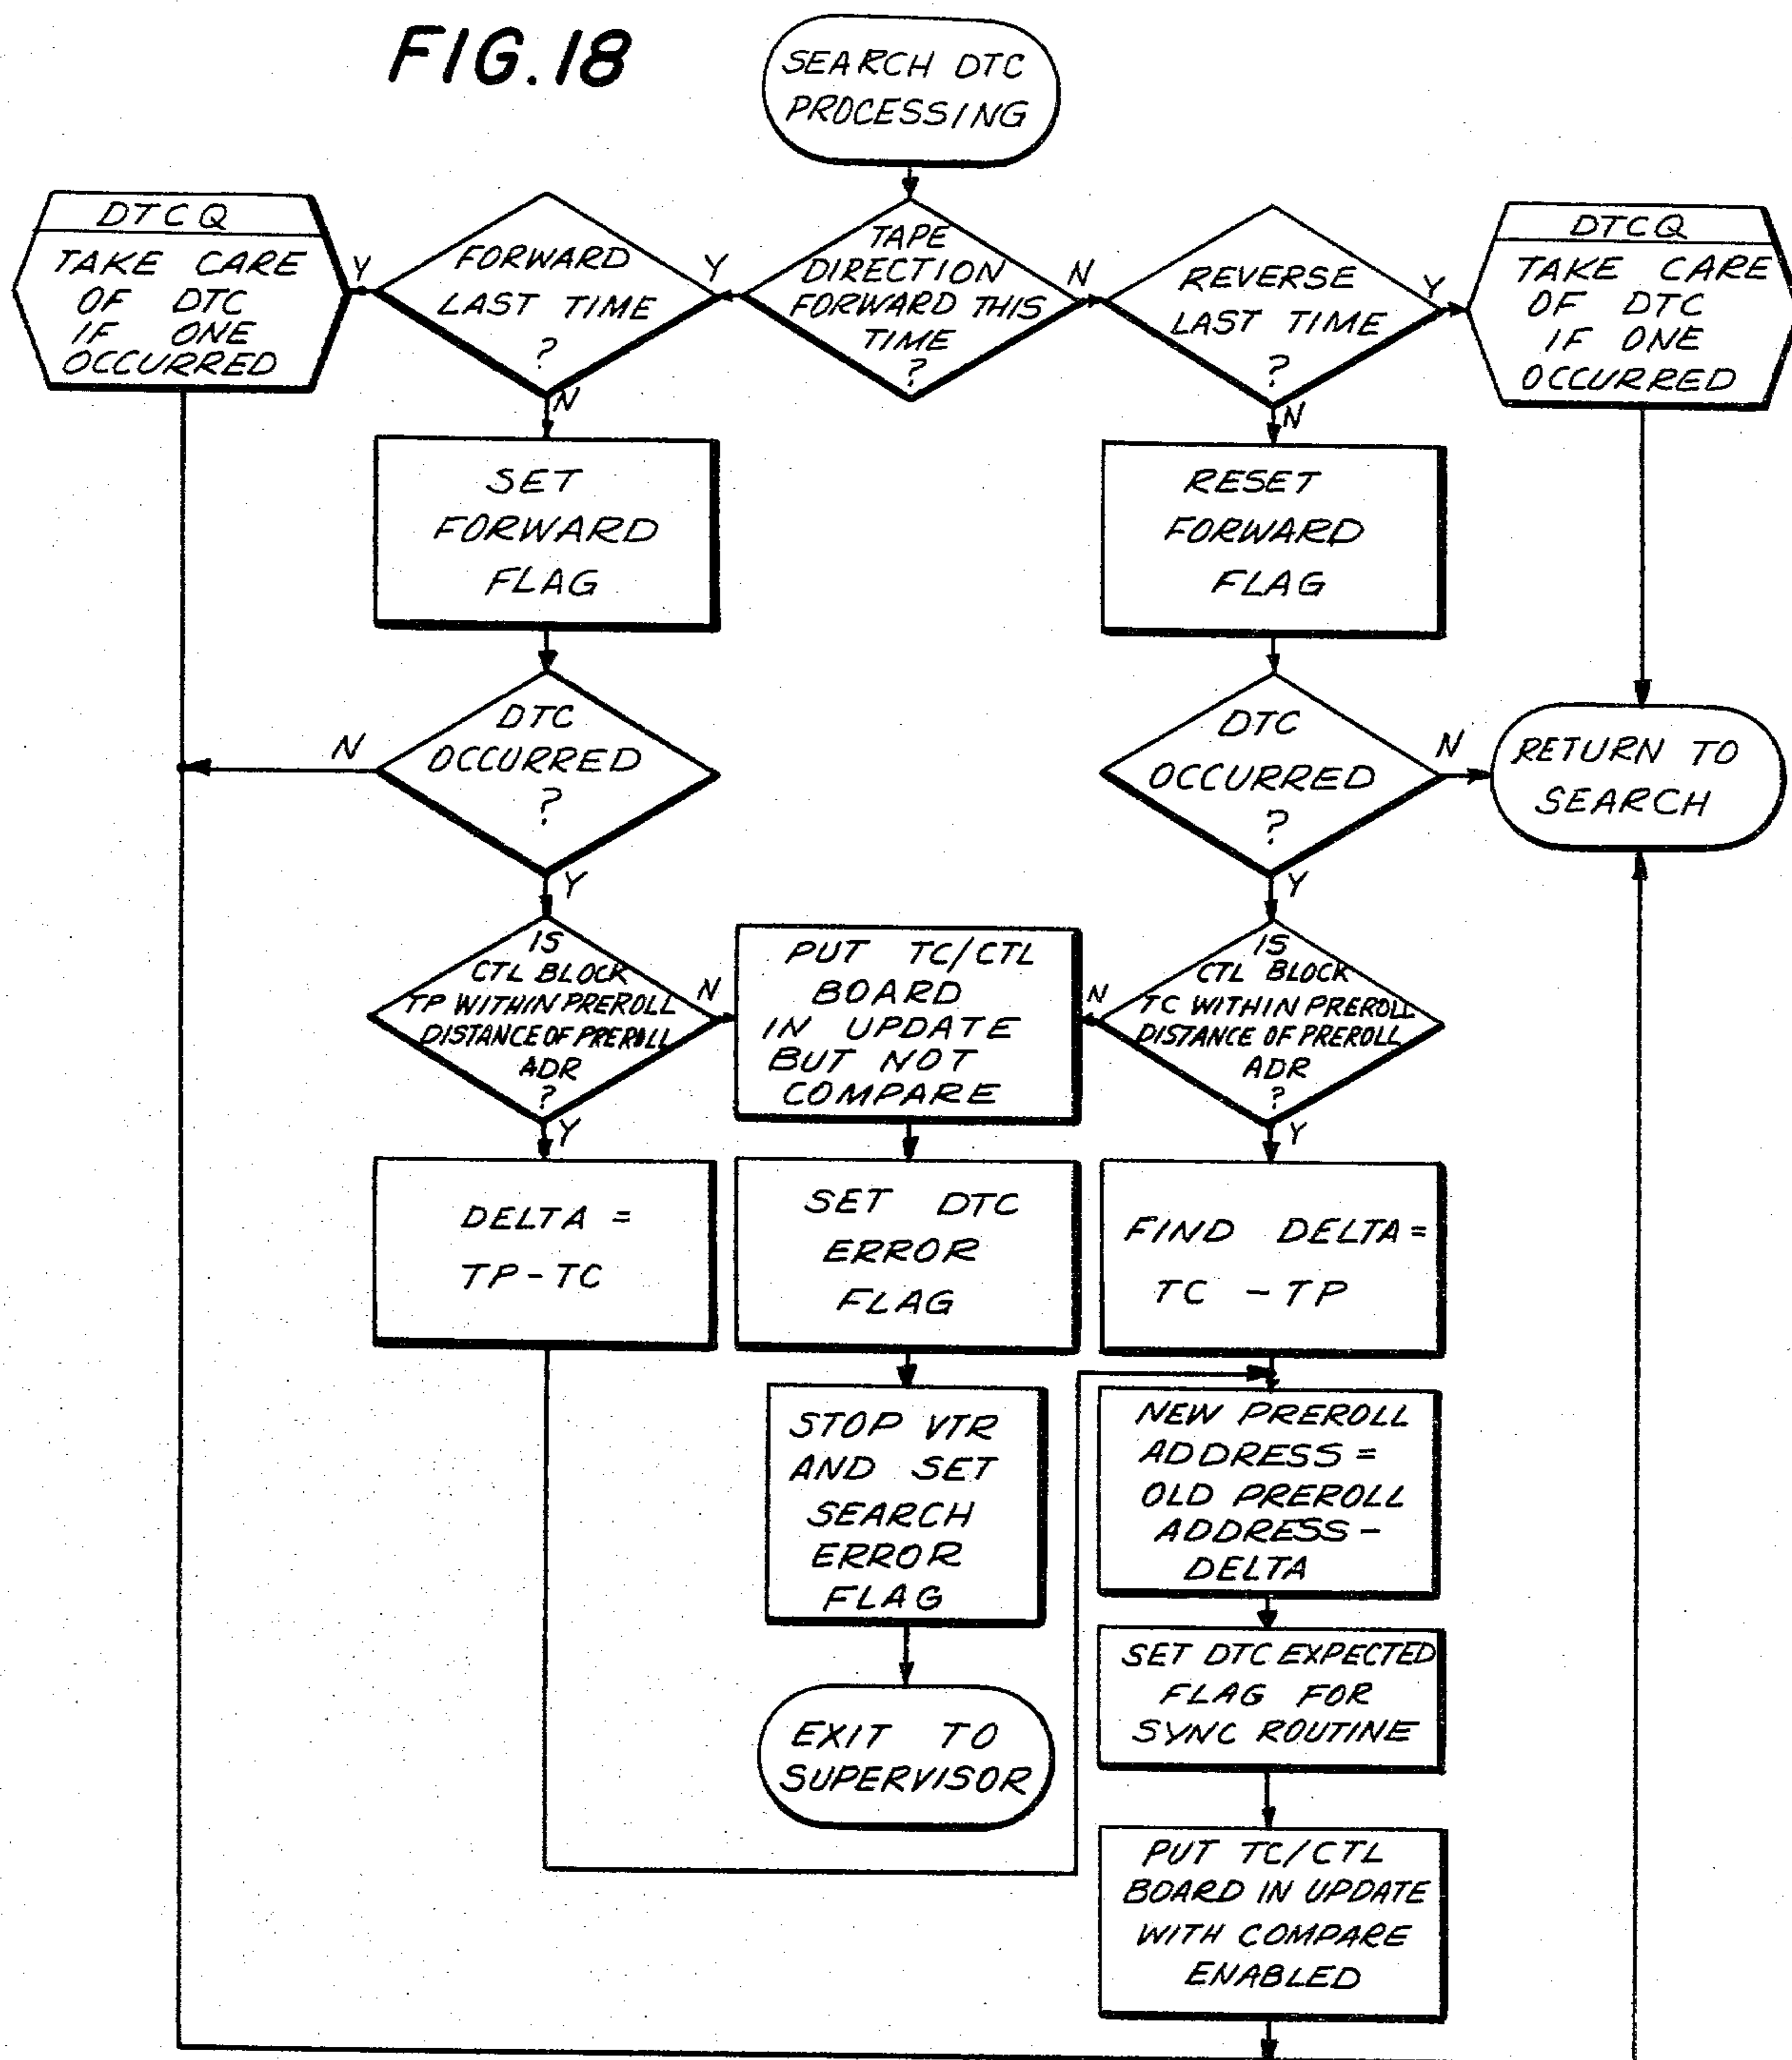 FIG. 18
SEARCH DTC
PROCESSING
DTCQ
TAKE CARE
OF DTC
IF ONE
OCCURRED
Y
FORWARD
LAST TIME
?
Y
TAPE
DIRECTION
FORWARD THIS
TIME
?
N
REVERSE
LAST TIME
?
Y
DTCQ
TAKE CARE
OF DTC
IF ONE
OCCURRED
N
N
SET
FORWARD
FLAG
RESET
FORWARD
FLAG
N
DTC
OCCURRED
?
DTC
OCCURRED
?
N
RETURN TO
SEARCH
Y
Y
IS
CTL BLOCK
TP WITHIN PREROLL
DISTANCE OF PREROLL
ADR
?
N
PUT TC/CTL
BOARD
IN UPDATE
BUT NOT
COMPARE
N
IS
CTL BLOCK
TC WITHIN PREROLL
DISTANCE OF PREROLL
ADR
?
Y
Y
DELTA =
TP-TC
SET DTC
ERROR
FLAG
FIND DELTA =
TC - TP
STOP VTR
AND SET
SEARCH
ERROR
FLAG
NEW PREROLL
ADDRESS =
OLD PREROLL
ADDRESS -
DELTA
EXIT TO
SUPERVISOR
SET DTC EXPECTED
FLAG FOR
SYNC ROUTINE
PUT TC/CTL
BOARD IN UPDATE
WITH COMPARE
ENABLED